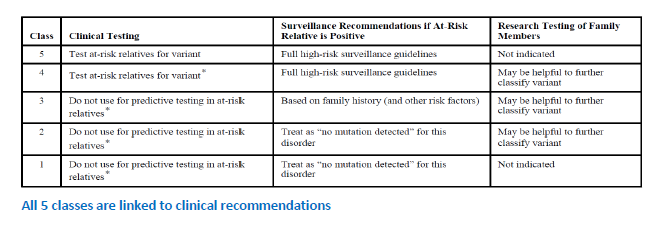 Class Clinical Testing Surveillance Recommendations if At-Risk Relative is Positive Research Testing of Family Members
5 Test at-risk relatives for variant Full high-risk surveillance guidelines Not indicated
4 Test at-risk relatives for variant* Full high-risk surveillance guidelines May be helpful to further classify variant
3 Do not use for predictive testing in at-risk relatives* Based on family history (and other risk factors) May be helpful to further classify variant
2 Do not use for predictive testing in at-risk relatives* Treat as “no mutation detected” for this disorder May be helpful to further classify variant
1 Do not use for predictive testing in at-risk relatives* Treat as “no mutation detected” for this disorder Not indicated
All 5 classes are linked to clinical recommendations